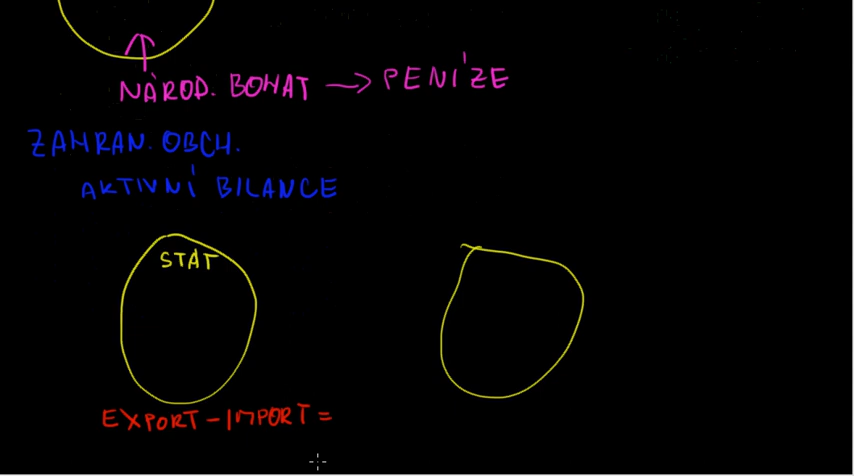 NÁROD. BOHAT → PENÍZE
ZAHRAN. OBCH.
AKTIVNÍ BILANCE
STÁT
EXPORT - IMPORT =